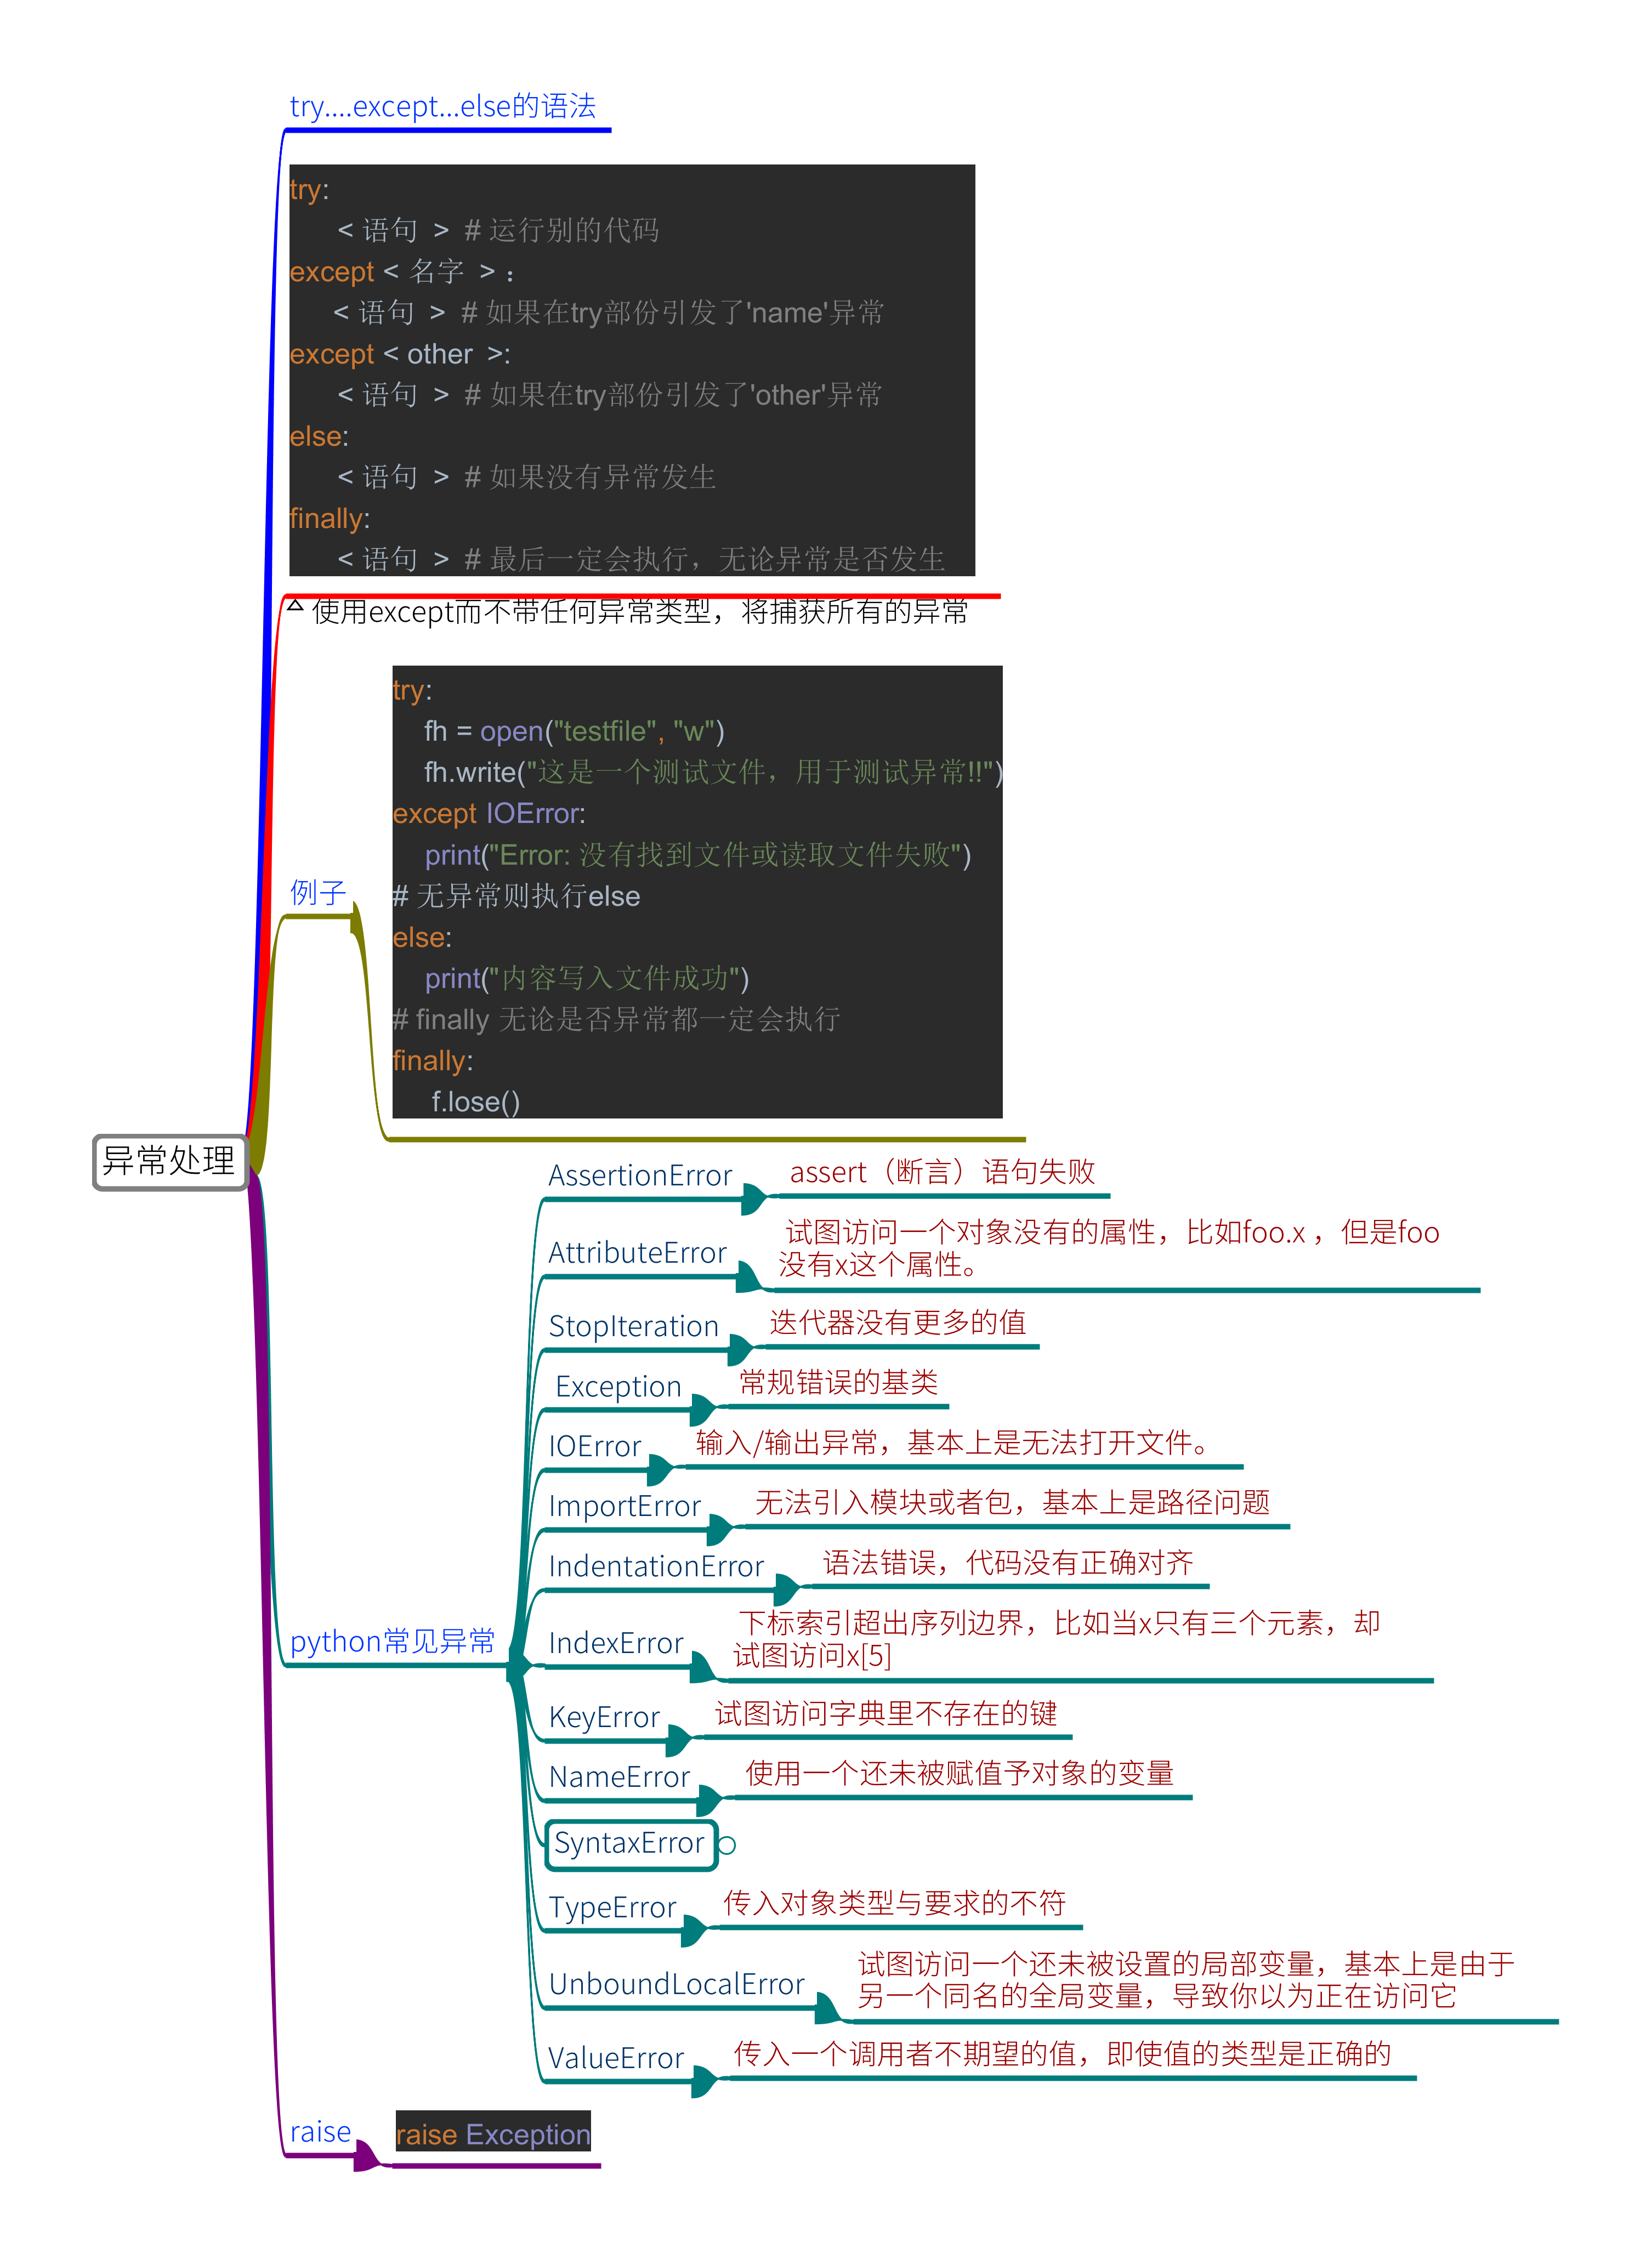 try....except...else的语法
try:
< 语句 > # 运行别的代码
except < 名字 > ：
< 语句 > # 如果在try部份引发了'name'异常
except < other >:
< 语句 > # 如果在try部份引发了'other'异常
else:
< 语句 > # 如果没有异常发生
finally:
< 语句 > # 最后一定会执行，无论异常是否发生
使用except而不带任何异常类型，将捕获所有的异常
例子
try:
fh = open("testfile", "w")
fh.write("这是一个测试文件，用于测试异常!!")
except IOError:
print("Error: 没有找到文件或读取文件失败")
# 无异常则执行else
else:
print("内容写入文件成功")
# finally 无论是否异常都一定会执行
finally:
f.lose()
异常处理
python常见异常
AssertionError
assert（断言）语句失败
AttributeError
试图访问一个对象没有的属性，比如foo.x ，但是foo
没有x这个属性。
StopIteration
迭代器没有更多的值
Exception
常规错误的基类
IOError
输入/输出异常，基本上是无法打开文件。
ImportError
无法引入模块或者包，基本上是路径问题
IndentationError
语法错误，代码没有正确对齐
IndexError
下标索引超出序列边界，比如当x只有三个元素，却
试图访问x[5]
KeyError
试图访问字典里不存在的键
NameError
使用一个还未被赋值予对象的变量
SyntaxError
TypeError
传入对象类型与要求的不符
UnboundLocalError
试图访问一个还未被设置的局部变量，基本上是由于
另一个同名的全局变量，导致你以为正在访问它
ValueError
传入一个调用者不期望的值，即使值的类型是正确的
raise
raise Exception